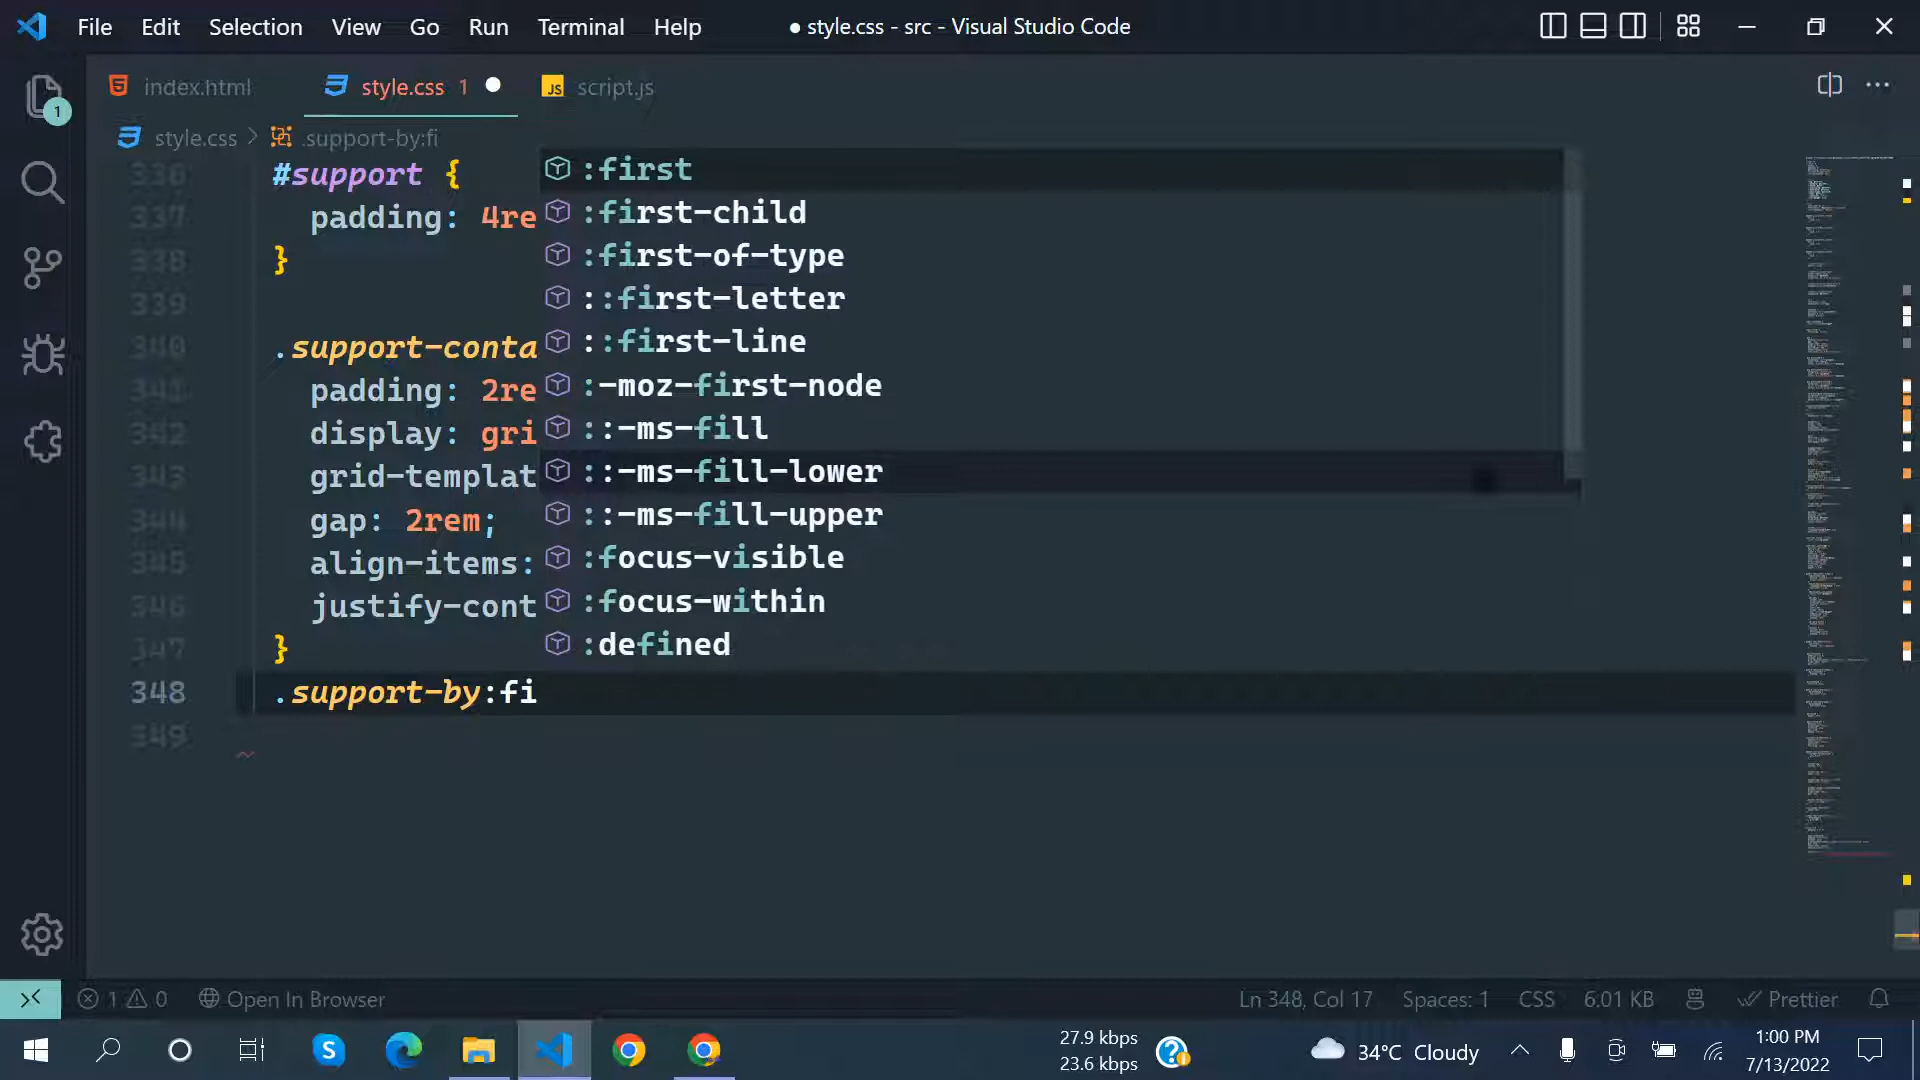 File Edit Selection View Go Run Terminal Help
● style.css - src - Visual Studio Code
index.html
style.css 1
JS script.js
1
style.css > .support-by:fi
336 #support {
337 padding: 4re
338 }
339
340 .support-conta
341 padding: 2re
342 display: gri
343 grid-templat
344 gap: 2rem;
345 align-items:
346 justify-cont
347 }
348 .support-by:fi
349
:first
:first-child
:first-of-type
::first-letter
::first-line
:-moz-first-node
::-ms-fill
::-ms-fill-lower
::-ms-fill-upper
:focus-visible
:focus-within
:defined
1 0 Open In Browser
Ln 348, Col 17 Spaces: 1 CSS 6.01 KB Prettier
27.9 kbps
23.6 kbps
34°C Cloudy
1:00 PM
7/13/2022